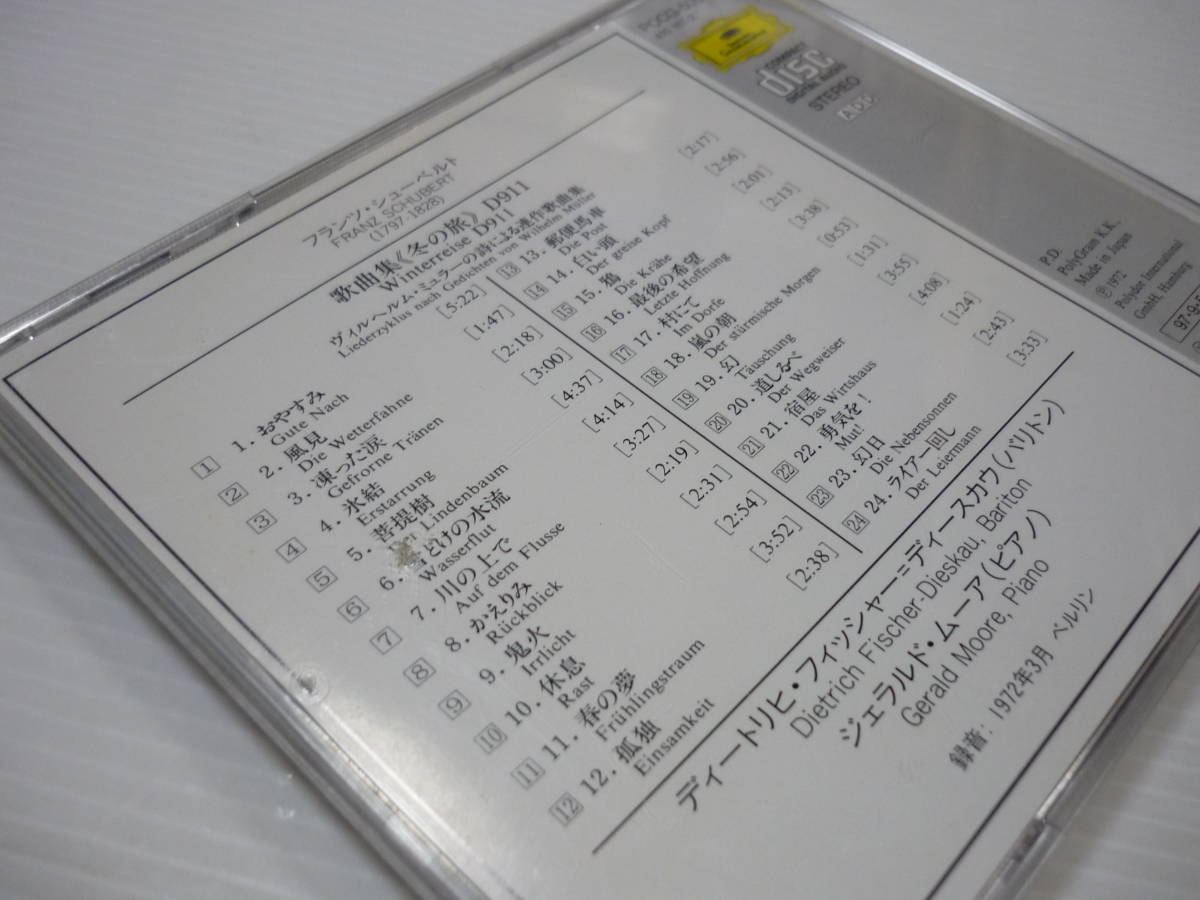 フランツ・シューベルト
FRANZ SCHUBERT
(1797-1828)
歌曲集《冬の旅》D911
Winterreise D911
ヴィルヘルム・ミュラーの詩による連作歌曲集
Liederzyklus nach Gedichten von Wilhelm Müller
1 1. おやすみ [5:22]
Gute Nach
2 2. 風見 [1:47]
Die Wetterfahne
3 3. 凍った涙 [2:18]
Gefrorne Tränen
4 4. 氷結 [3:00]
Erstarrung
5 5. 菩提樹 [4:37]
Der Lindenbaum
6 6. 雪どけの水流 [4:14]
Wasserflut
7 7. 川の上で [3:27]
Auf dem Flusse
8 8. かえりみ [2:19]
Rückblick
9 9. 鬼火 [2:31]
Irrlicht
10 10. 休息 [2:54]
Rast
11 11. 春の夢 [3:52]
Frühlingstraum
12 12. 孤独 [2:38]
Einsamkeit
13 13. 郵便馬車 [2:17]
Die Post
14 14. 白い頭 [2:56]
Der greise Kopf
15 15. 鴉 [2:01]
Die Krähe
16 16. 最後の希望 [2:13]
Letzte Hoffnung
17 17. 村にて [3:38]
Im Dorfe
18 18. 風の朝 [0:53]
Der stürmische Morgen
19 19. 幻 [1:31]
Täuschung
20 20. 道しるべ [3:55]
Der Wegweiser
21 21. 宿屋 [4:08]
Das Wirtshaus
22 22. 勇気を! [1:24]
Mut!
23 23. 幻日 [2:43]
Die Nebensonnen
24 24. ライアー回し [3:33]
Der Leiermann
ディートリヒ・フィッシャー=ディースカウ(バリトン)
Dietrich Fischer-Dieskau, Bariton
ジェラルド・ムーア(ピアノ)
Gerald Moore, Piano
録音: 1972年3月 ベルリン
COMPACT
disc
DIGITAL AUDIO
STEREO
P.D.
PolyGram K.K.
Made in Japan
Ⓟ 1972
Polydor International
GmbH, Hamburg